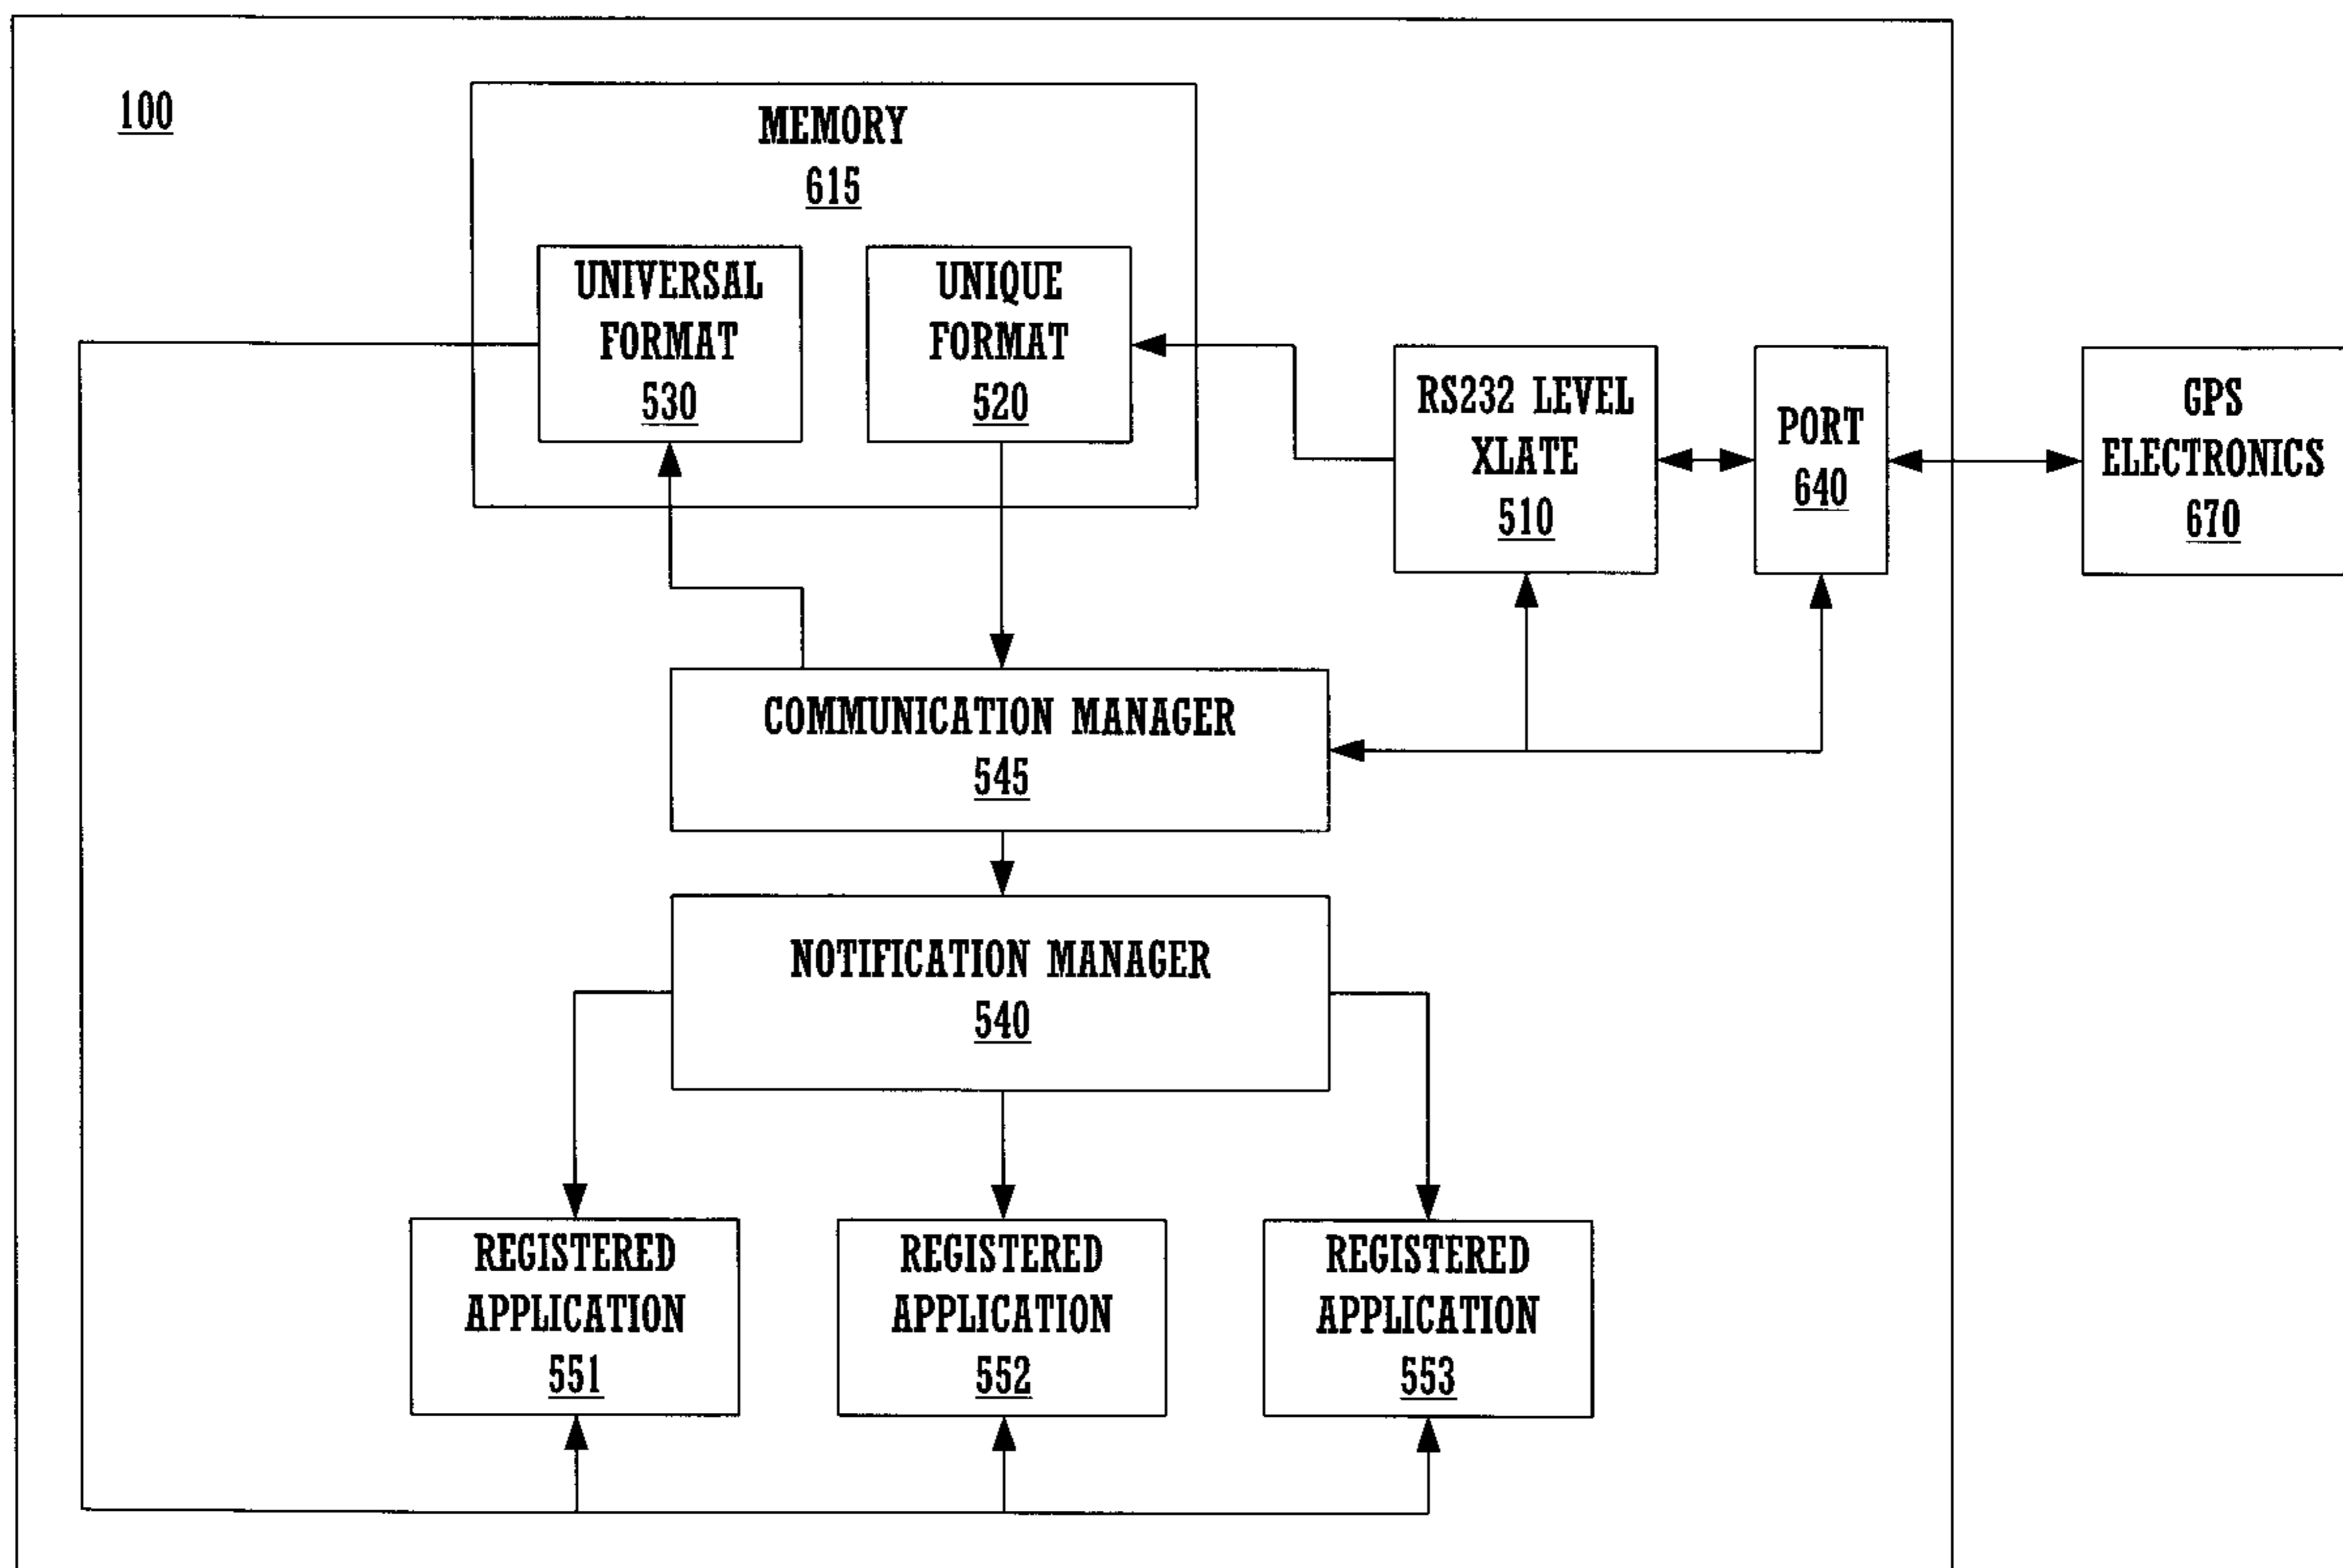 100
MEMORY
615
UNIVERSAL
FORMAT
530
UNIQUE
FORMAT
520
RS232 LEVEL
XLATE
510
PORT
640
GPS
ELECTRONICS
670
COMMUNICATION MANAGER
545
NOTIFICATION MANAGER
540
REGISTERED
APPLICATION
551
REGISTERED
APPLICATION
552
REGISTERED
APPLICATION
553